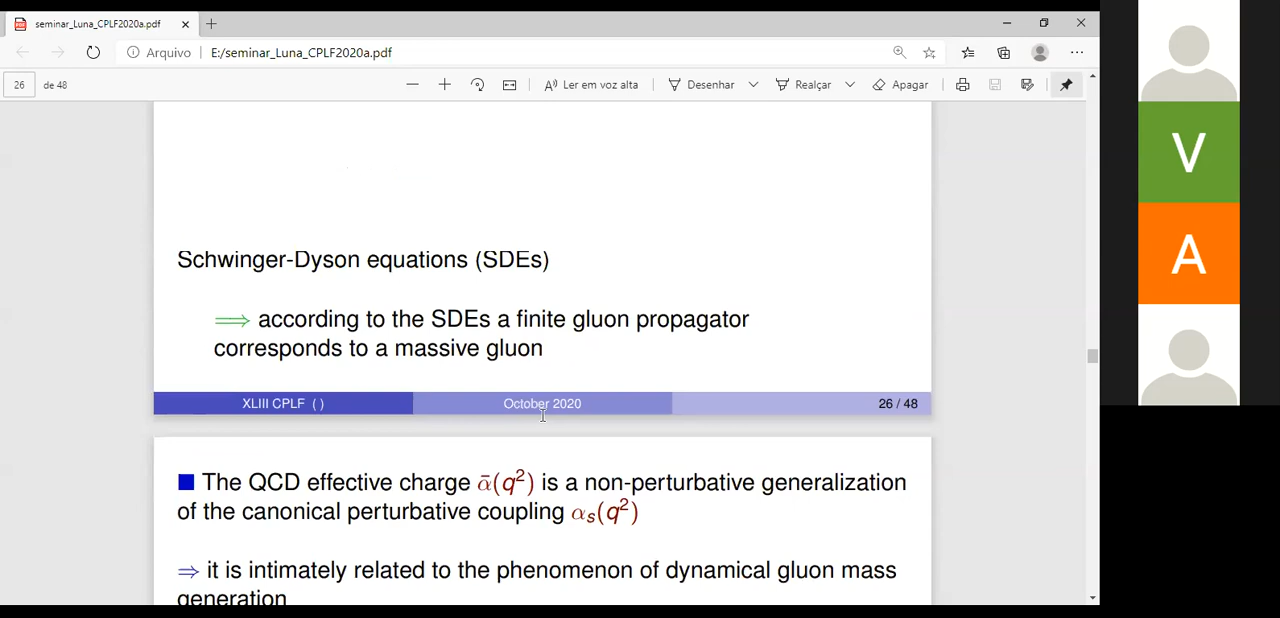 seminar_Luna_CPLF2020a.pdf
Arquivo E:/seminar_Luna_CPLF2020a.pdf
26 de 48 Ler em voz alta Desenhar Realçar Apagar
V
A
Schwinger-Dyson equations (SDEs)
⟹ according to the SDEs a finite gluon propagator
corresponds to a massive gluon
XLIII CPLF ( ) October 2020 26 / 48
The QCD effective charge ᾱ(q²) is a non-perturbative generalization
of the canonical perturbative coupling αₛ(q²)
⇒ it is intimately related to the phenomenon of dynamical gluon mass
generation